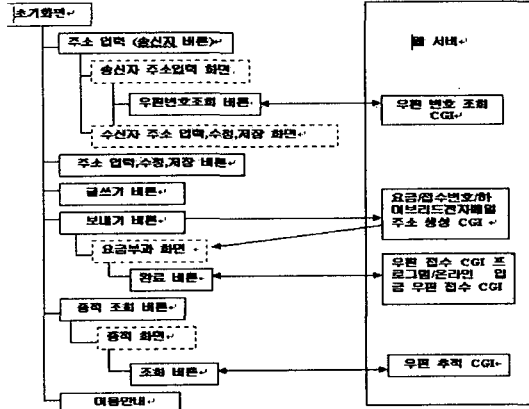 초기화면
주소 입력 (송신자 버튼)
송신자 주소입력 화면
우편번호조회 버튼
수신자 주소 입력,수정,저장 화면
주소 입력,수정,저장 버튼
글쓰기 버튼
보내기 버튼
요금부과 화면
완료 버튼
종적 조회 버튼
종적 화면
조회 버튼
이용안내
웹 서버
우편 번호 조회
CGI
요금/접수번호/하
이브리드전자메일
주소 생성 CGI
우편 접수 CGI 프
로그램/온라인 입
금 우편 접수 CGI
우편 추적 CGI